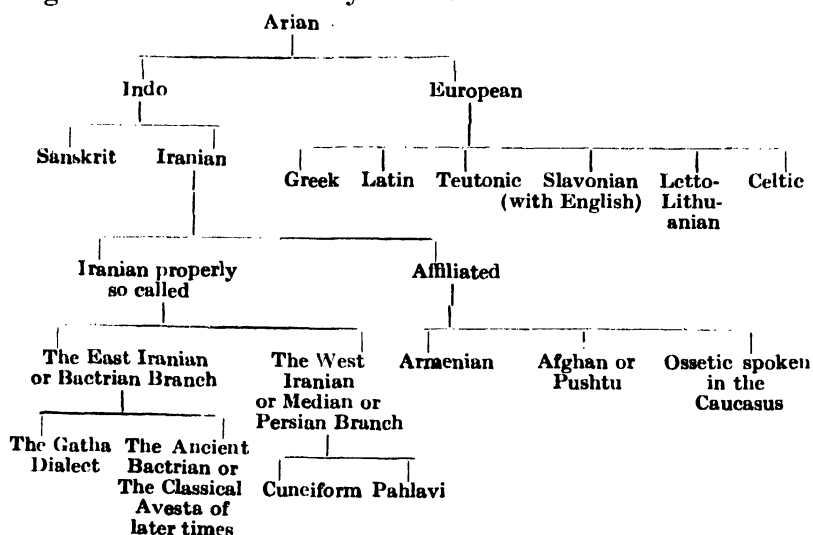 Arian
Indo European
Sanskrit Iranian
Greek Latin Teutonic Slavonian Letto-
(with English) Lithu-
anian
Celtic
Iranian properly
so called
Affiliated
The East Iranian
or Bactrian Branch
The West
Iranian
or Median or
Persian Branch
Armenian
Afghan or
Pushtu
Ossetic spoken
in the
Caucasus
The Gatha
Dialect
The Ancient
Bactrian or
The Classical
Avesta of
later times
Cuneiform Pahlavi